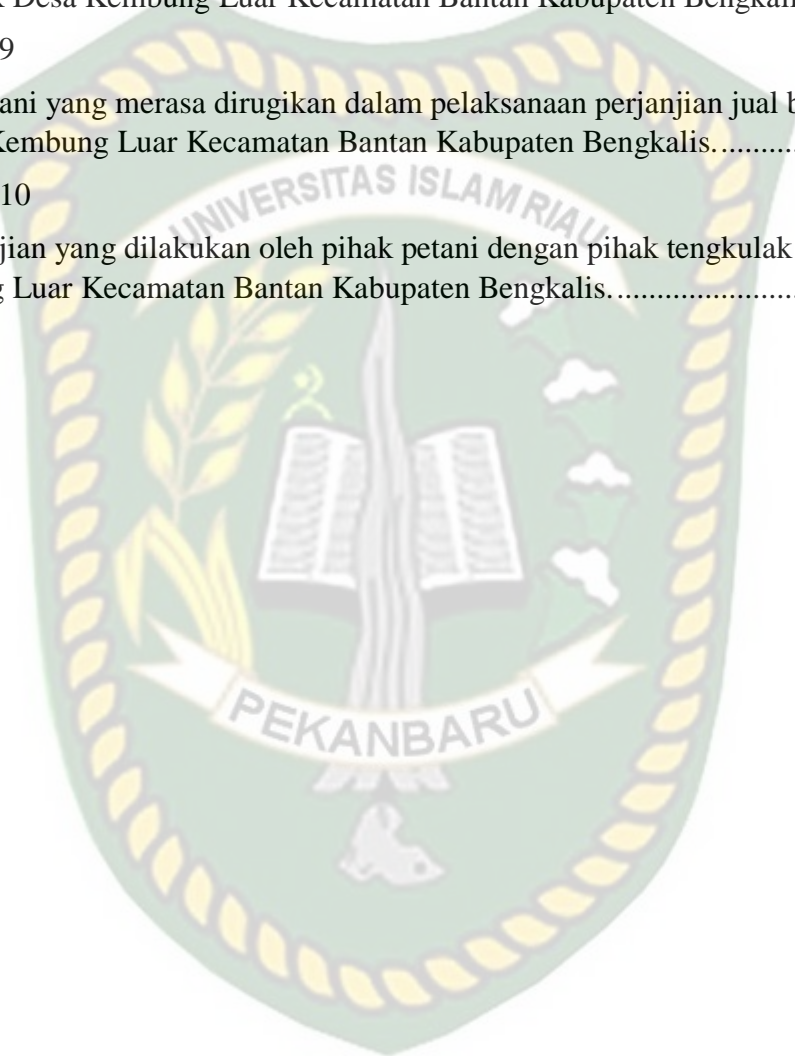 Desa Kembung Luar Kecamatan Bantan Kabupaten Bengkalis
9
ani yang merasa dirugikan dalam pelaksanaan perjanjian jual b
Kembung Luar Kecamatan Bantan Kabupaten Bengkalis...........
10
jian yang dilakukan oleh pihak petani dengan pihak tengkulak
g Luar Kecamatan Bantan Kabupaten Bengkalis........................
UNIVERSITAS ISLAM RIAU
PEKANBARU